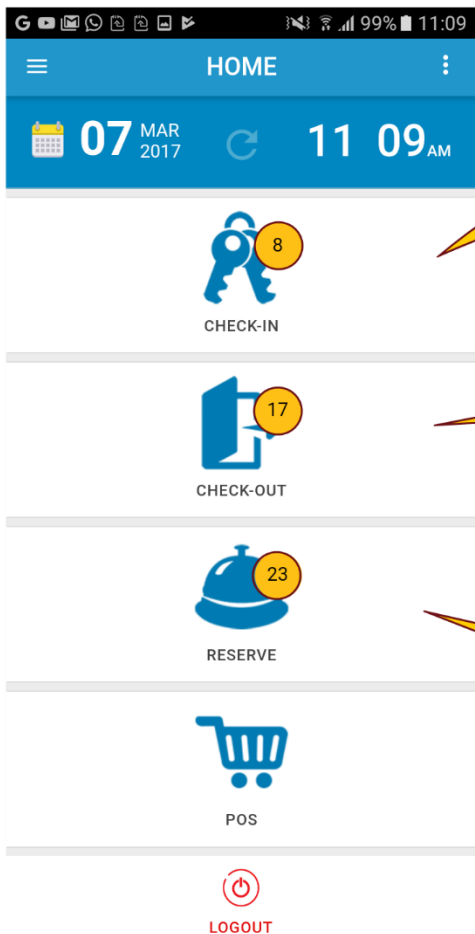 G 99% 11:09
HOME
07 MAR 2017 11 09 AM
8
CHECK-IN
17
CHECK-OUT
23
RESERVE
POS
LOGOUT